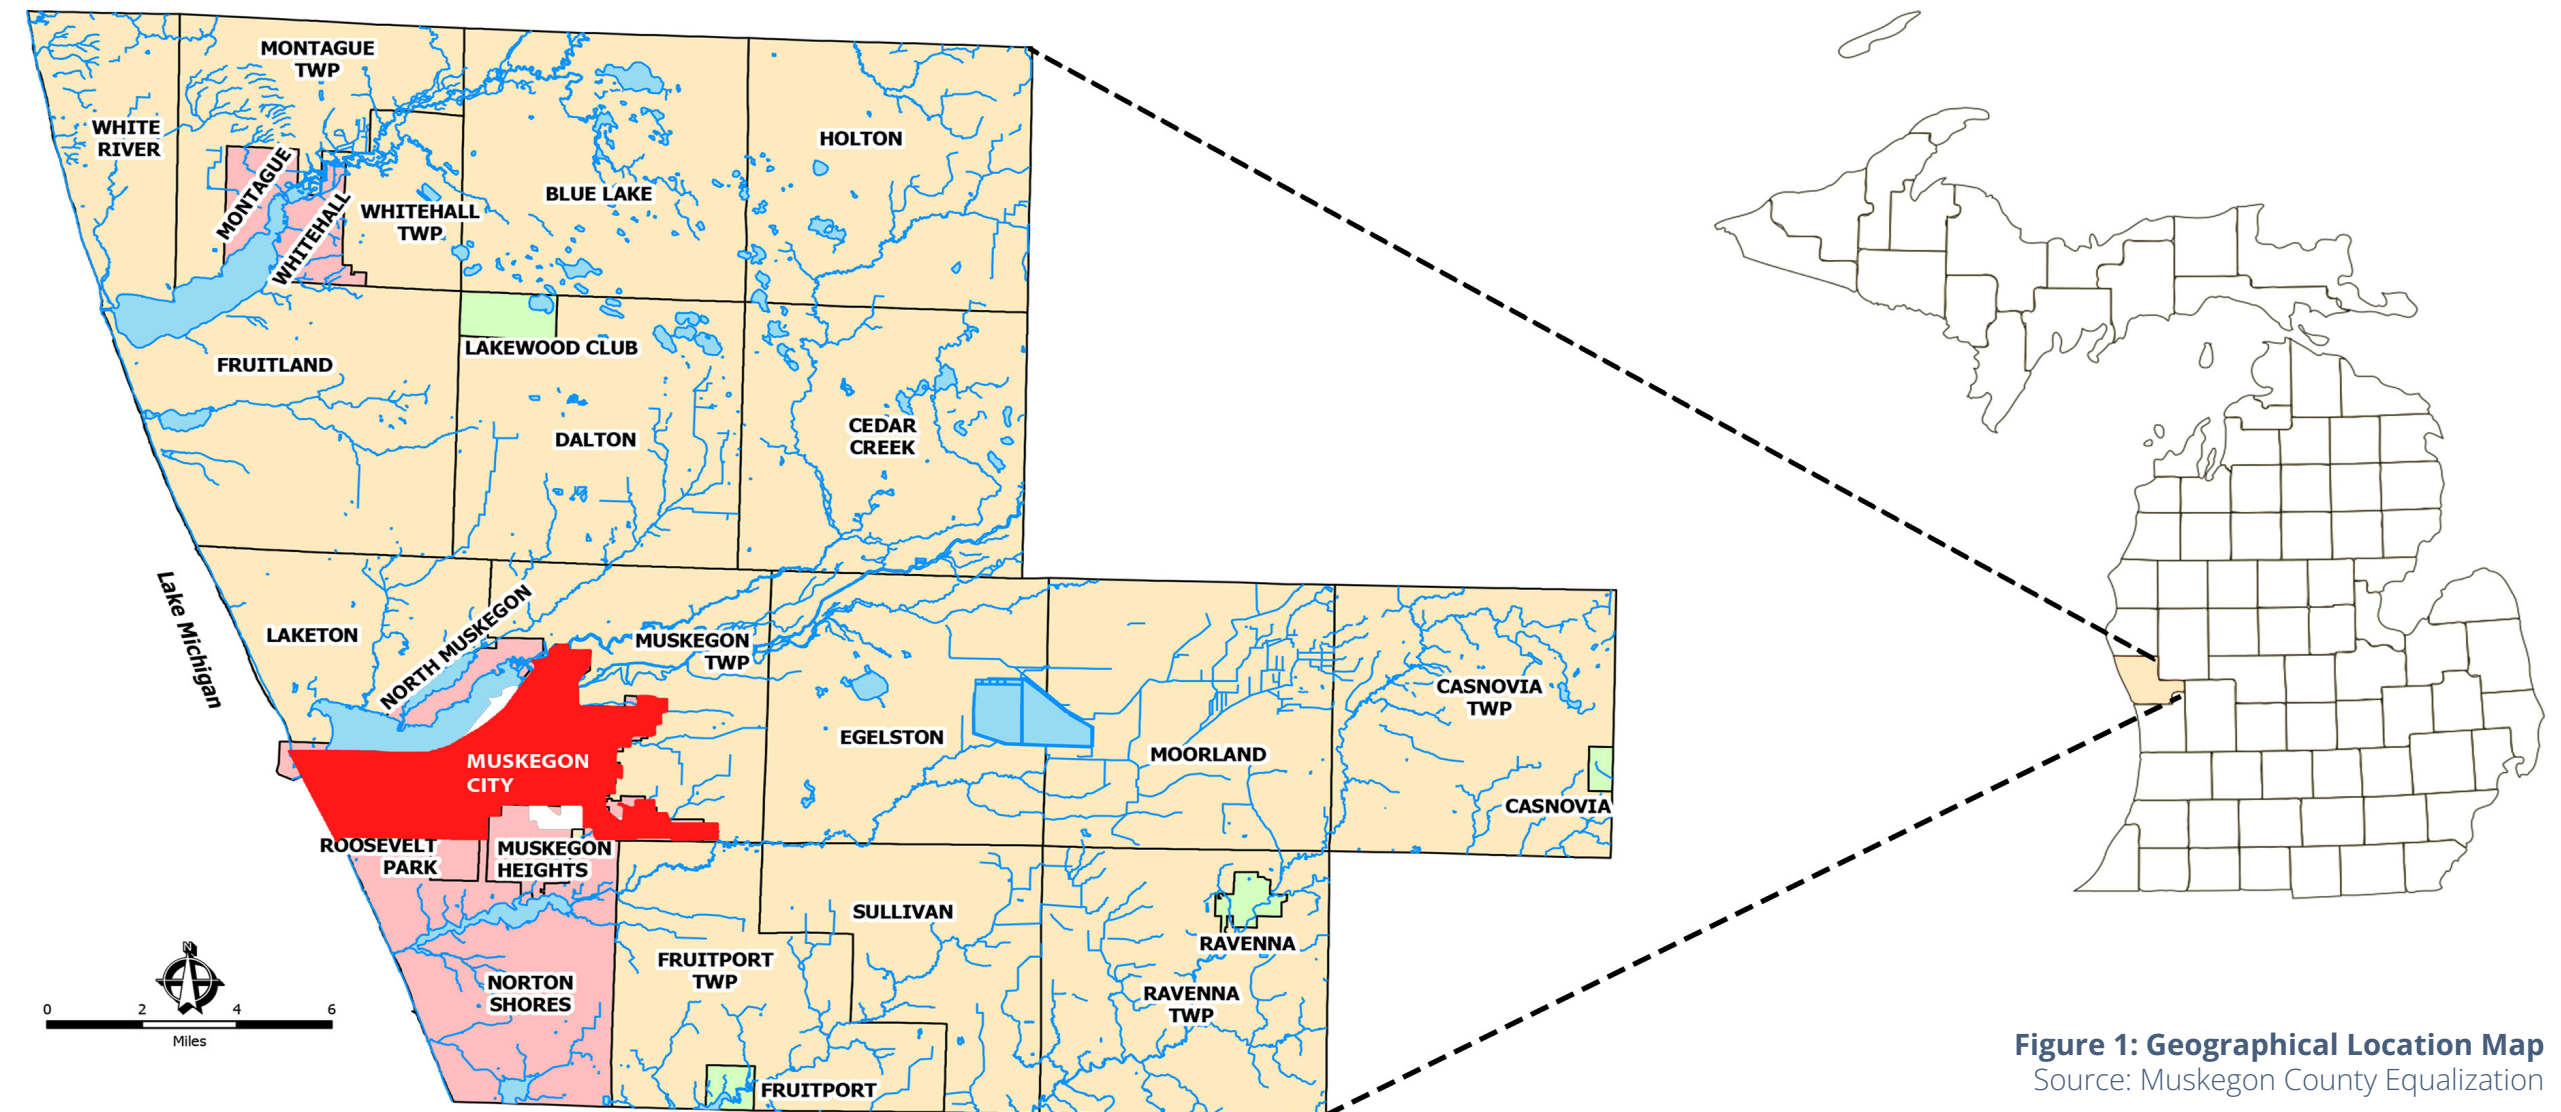 MONTAGUE
TWP
WHITE
RIVER
HOLTON
MONTAGUE
WHITEHALL
BLUE LAKE
WHITEHALL
TWP
LAKEWOOD CLUB
FRUITLAND
DALTON
CEDAR
CREEK
Lake Michigan
LAKETON
NORTH MUSKEGON
MUSKEGON
TWP
CASNOVIA
TWP
EGELSTON
MOORLAND
MUSKEGON
CITY
CASNOVIA
ROOSEVELT
PARK
MUSKEGON
HEIGHTS
SULLIVAN
RAVENNA
FRUITPORT
TWP
NORTON
SHORES
RAVENNA
TWP
FRUITPORT
N
0 2 4 6
Miles
Figure 1: Geographical Location Map
Source: Muskegon County Equalization